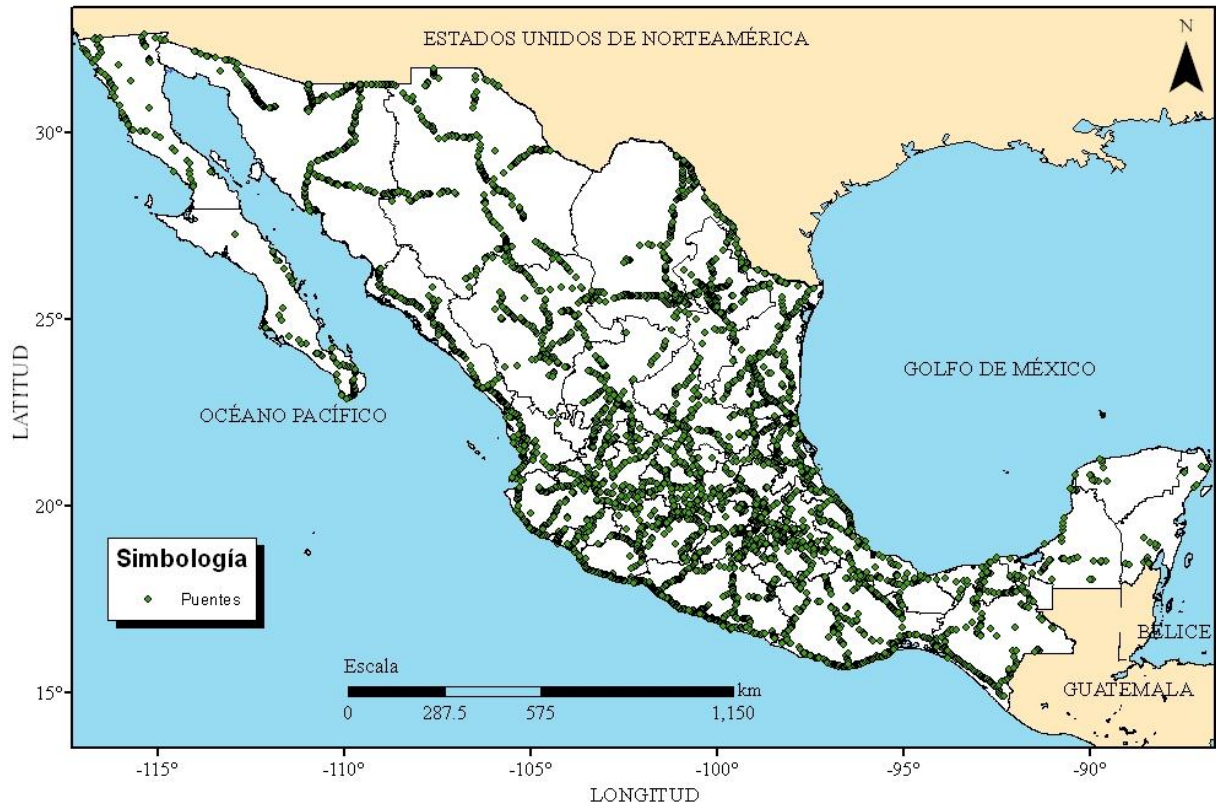 ESTADOS UNIDOS DE NORTEAMÉRICA
N
30°
25°
LATITUD
GOLFO DE MÉXICO
OCÉANO PACÍFICO
20°
Simbología
Puentes
BELICE
Escala
km
0 287.5 575 1,150
15°
GUATEMALA
-115° -110° -105° -100° -95° -90°
LONGITUD